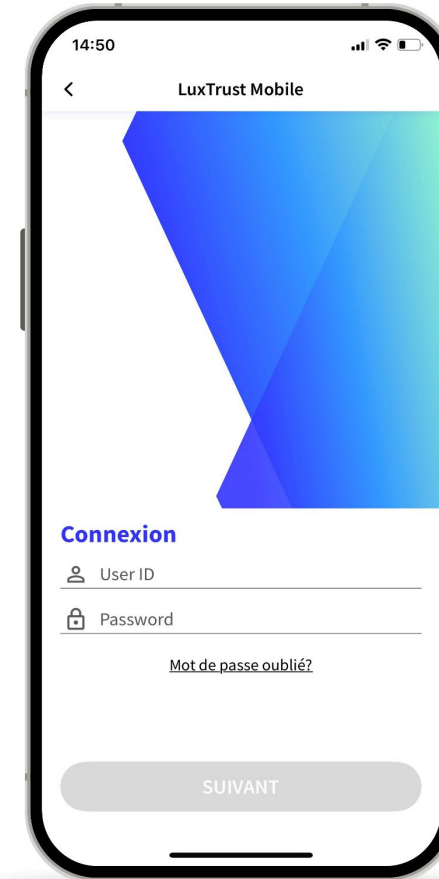 14:50
LuxTrust Mobile
Connexion
User ID
Password
Mot de passe oublié?
SUIVANT